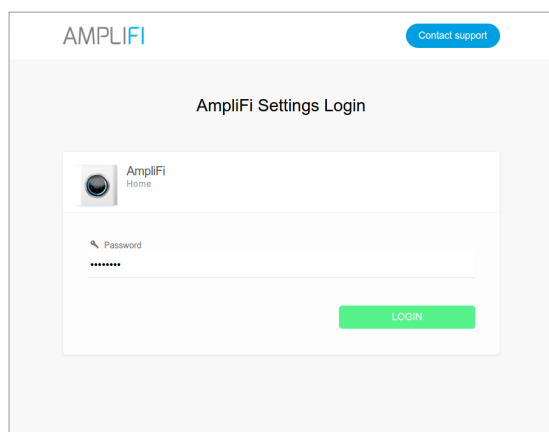 AMPLIFI
Contact support
AmpliFi Settings Login
AmpliFi
Home
Password
••••••••
LOGIN